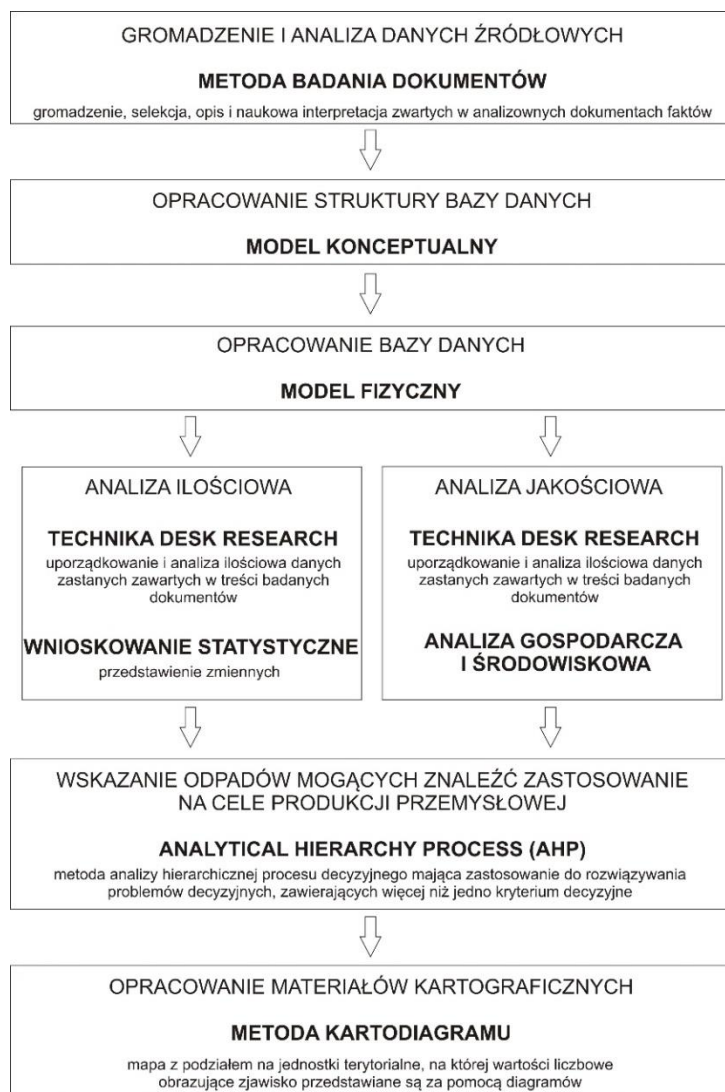 GROMADZENIE I ANALIZA DANYCH ŹRÓDŁOWYCH
METODA BADANIA DOKUMENTÓW
gromadzenie, selekcja, opis i naukowa interpretacja zwartych w analizownych dokumentach faktów
OPRACOWANIE STRUKTURY BAZY DANYCH
MODEL KONCEPTUALNY
OPRACOWANIE BAZY DANYCH
MODEL FIZYCZNY
ANALIZA ILOŚCIOWA
TECHNIKA DESK RESEARCH
uporządkowanie i analiza ilościowa danych
zastanych zawartych w treści badanych
dokumentów
WNIOSKOWANIE STATYSTYCZNE
przedstawienie zmiennych
ANALIZA JAKOŚCIOWA
TECHNIKA DESK RESEARCH
uporządkowanie i analiza ilościowa danych
zastanych zawartych w treści badanych
dokumentów
ANALIZA GOSPODARCZA
I ŚRODOWISKOWA
WSKAZANIE ODPADÓW MOGĄCYCH ZNALEŹĆ ZASTOSOWANIE
NA CELE PRODUKCJI PRZEMYSŁOWEJ
ANALYTICAL HIERARCHY PROCESS (AHP)
metoda analizy hierarchicznej procesu decyzyjnego mająca zastosowanie do rozwiązywania
problemów decyzyjnych, zawierających więcej niż jedno kryterium decyzyjne
OPRACOWANIE MATERIAŁÓW KARTOGRAFICZNYCH
METODA KARTODIAGRAMU
mapa z podziałem na jednostki terytorialne, na której wartości liczbowe
obrazujące zjawisko przedstawiane są za pomocą diagramów